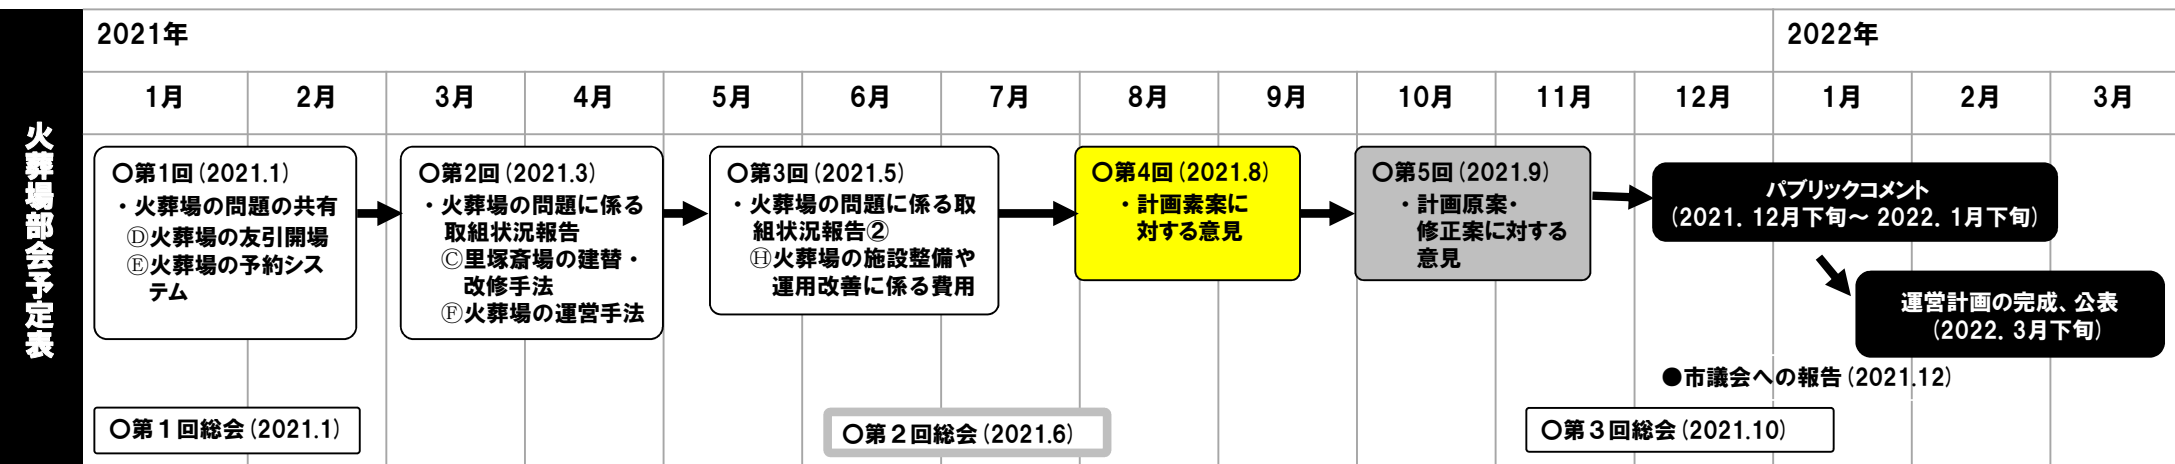 火葬場部会予定表
2021年
2022年
1月
2月
3月
4月
5月
6月
7月
8月
9月
10月
11月
12月
1月
2月
3月
〇第1回(2021.1)
・火葬場の問題の共有
Ⓓ火葬場の友引開場
Ⓔ火葬場の予約シス
テム
〇第2回(2021.3)
・火葬場の問題に係る
取組状況報告
Ⓒ里塚斎場の建替・
改修手法
Ⓕ火葬場の運営手法
〇第3回(2021.5)
・火葬場の問題に係る取
組状況報告②
Ⓗ火葬場の施設整備や
運用改善に係る費用
〇第4回(2021.8)
・計画素案に
対する意見
〇第5回(2021.9)
・計画原案・
修正案に対する
意見
パブリックコメント
(2021．12月下旬～2022．1月下旬)
運営計画の完成、公表
(2022．3月下旬)
●市議会への報告(2021.12)
〇第１回総会(2021.1)
〇第２回総会(2021.6)
〇第３回総会(2021.10)